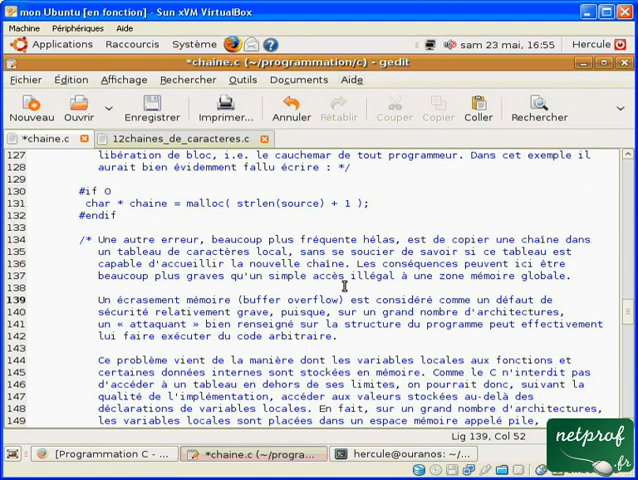 mon Ubuntu [en fonction] - Sun xVM VirtualBox
Machine Périphériques Aide
Applications Raccourcis Système sam 23 mai, 16:55 Hercule
*chaine.c (~/programmation/c) - gedit
Fichier Édition Affichage Rechercher Outils Documents Aide
Nouveau Ouvrir Enregistrer Imprimer... Annuler Rétablir Couper Copier Coller Rechercher
*chaine.c 12chaines_de_caracteres.c
127 libération de bloc, i.e. le cauchemar de tout programmeur. Dans cet exemple il
128 aurait bien évidemment fallu écrire : */
129
130 #if 0
131 char * chaine = malloc( strlen(source) + 1 );
132 #endif
133
134 /* Une autre erreur, beaucoup plus fréquente hélas, est de copier une chaîne dans
135 un tableau de caractères local, sans se soucier de savoir si ce tableau est
136 capable d'accueillir la nouvelle chaîne. Les conséquences peuvent ici être
137 beaucoup plus graves qu'un simple accès illégal à une zone mémoire globale.
138
139 Un écrasement mémoire (buffer overflow) est considéré comme un défaut de
140 sécurité relativement grave, puisque, sur un grand nombre d'architectures,
141 un « attaquant » bien renseigné sur la structure du programme peut effectivement
142 lui faire exécuter du code arbitraire.
143
144 Ce problème vient de la manière dont les variables locales aux fonctions et
145 certaines données internes sont stockées en mémoire. Comme le C n'interdit pas
146 d'accéder à un tableau en dehors de ses limites, on pourrait donc, suivant la
147 qualité de l'implémentation, accéder aux valeurs stockées au-delà des
148 déclarations de variables locales. En fait, sur un grand nombre d'architectures,
149 les variables locales sont placées dans un espace mémoire appelé pile,
Lig 139, Col 52
[Programmation C - ... *chaine.c (~/progra... hercule@ouranos: ~/...
netprof
.fr